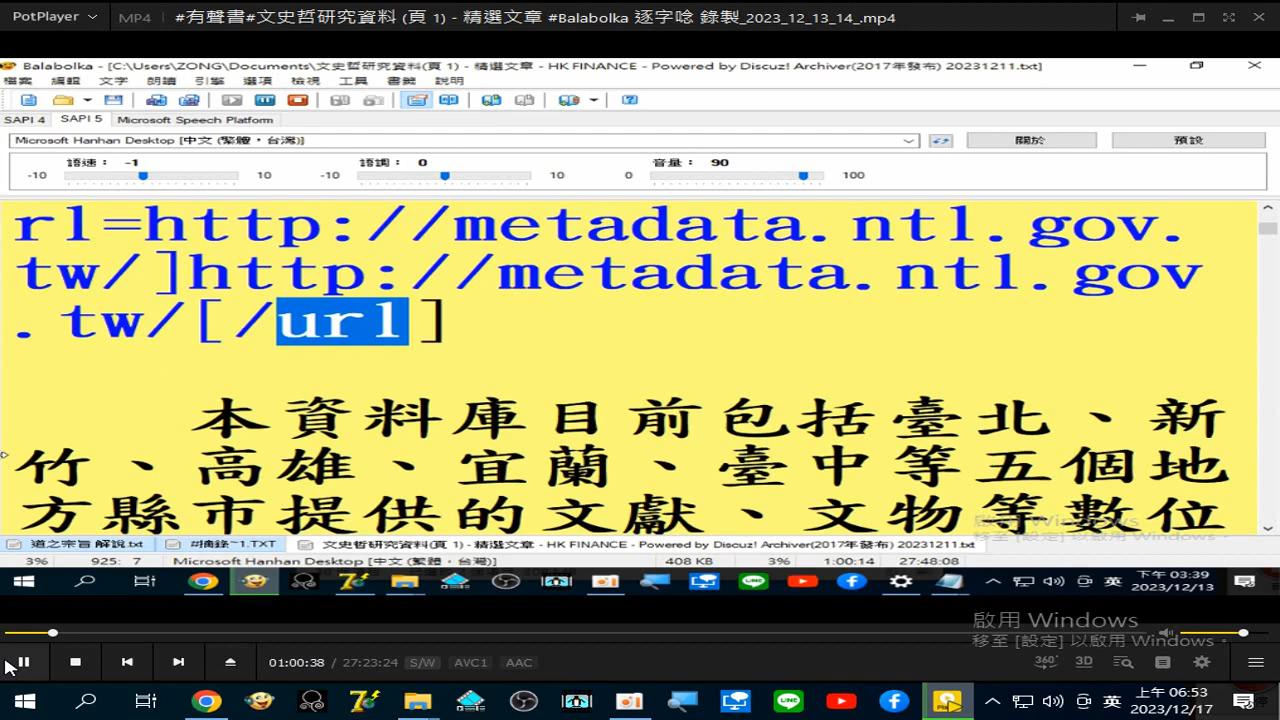 PotPlayer MP4 #有聲書#文史哲研究資料 (頁 1) - 精選文章 #Balabolka 逐字唸 錄製_2023_12_13_14_.mp4
Balabolka - [C:\Users\ZONG\Documents\文史哲研究資料(頁 1) - 精選文章 - HK FINANCE - Powered by Discuz! Archiver(2017年發布) 20231211.txt]
檔案 編輯 文字 朗讀 引擎 選項 檢視 工具 書籤 說明
SAPI 4 SAPI 5 Microsoft Speech Platform
Microsoft Hanhan Desktop [中文 (繁體，台灣)] 關於 預設
語速： -1 語調： 0 音量： 90
-10 10 -10 10 0 100
rl=http://metadata.ntl.gov.
tw/]http://metadata.ntl.gov
.tw/[/url]
本資料庫目前包括臺北、新
竹、高雄、宜蘭、臺中等五個地
方縣市提供的文獻、文物等數位
道之宗旨 解說.txt #摘錄~1.TXT 文史哲研究資料(頁 1) - 精選文章 - HK FINANCE - Powered by Discuz! Archiver(2017年發布) 20231211.txt
3% 925: 7 Microsoft Hanhan Desktop [中文 (繁體，台灣)] 408 KB 3% 1:00:14 27:48:08
英 下午 03:39
2023/12/13
啟用 Windows
移至 [設定] 以啟用 Windows。
01:00:38 / 27:23:24 S/W AVC1 AAC 360° 3D
英 上午 06:53
2023/12/17